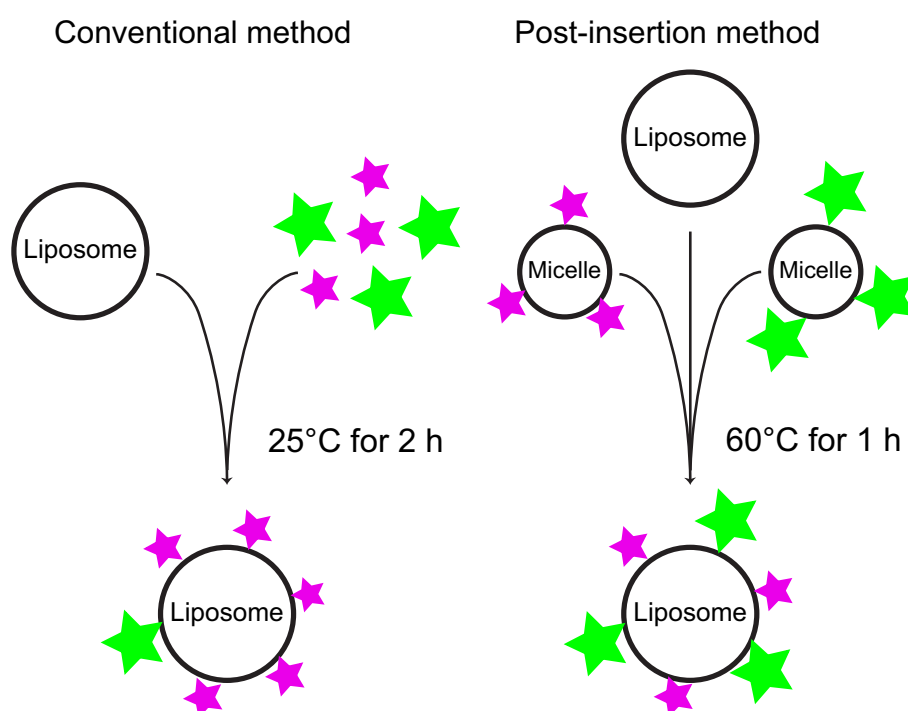 Conventional method
Post-insertion method
Liposome
Liposome
Micelle
Micelle
25°C for 2 h
60°C for 1 h
Liposome
Liposome